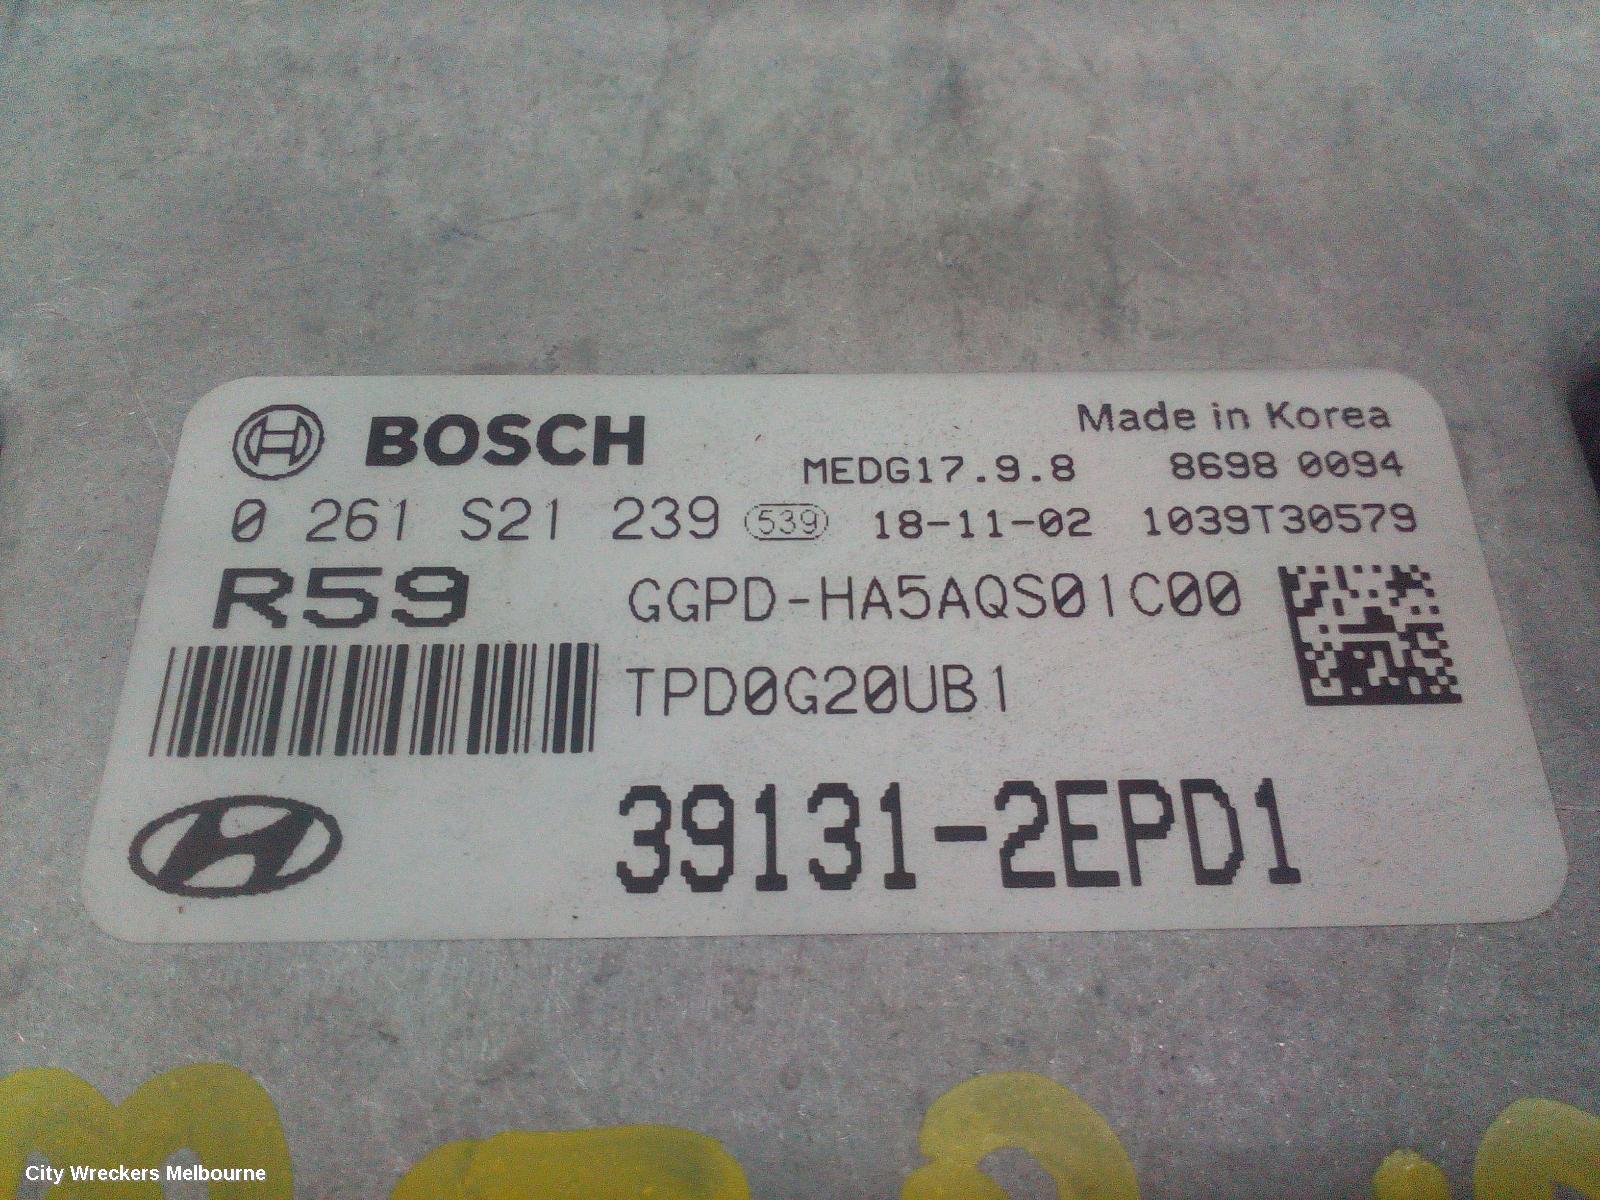 BOSCH
Made in Korea
MEDG17.9.8 8698 0094
0 261 S21 239 539 18-11-02 1039T30579
R59 GGPD-HA5AQS01C00
TPD0G20UB1
39131-2EPD1
City Wreckers Melbourne